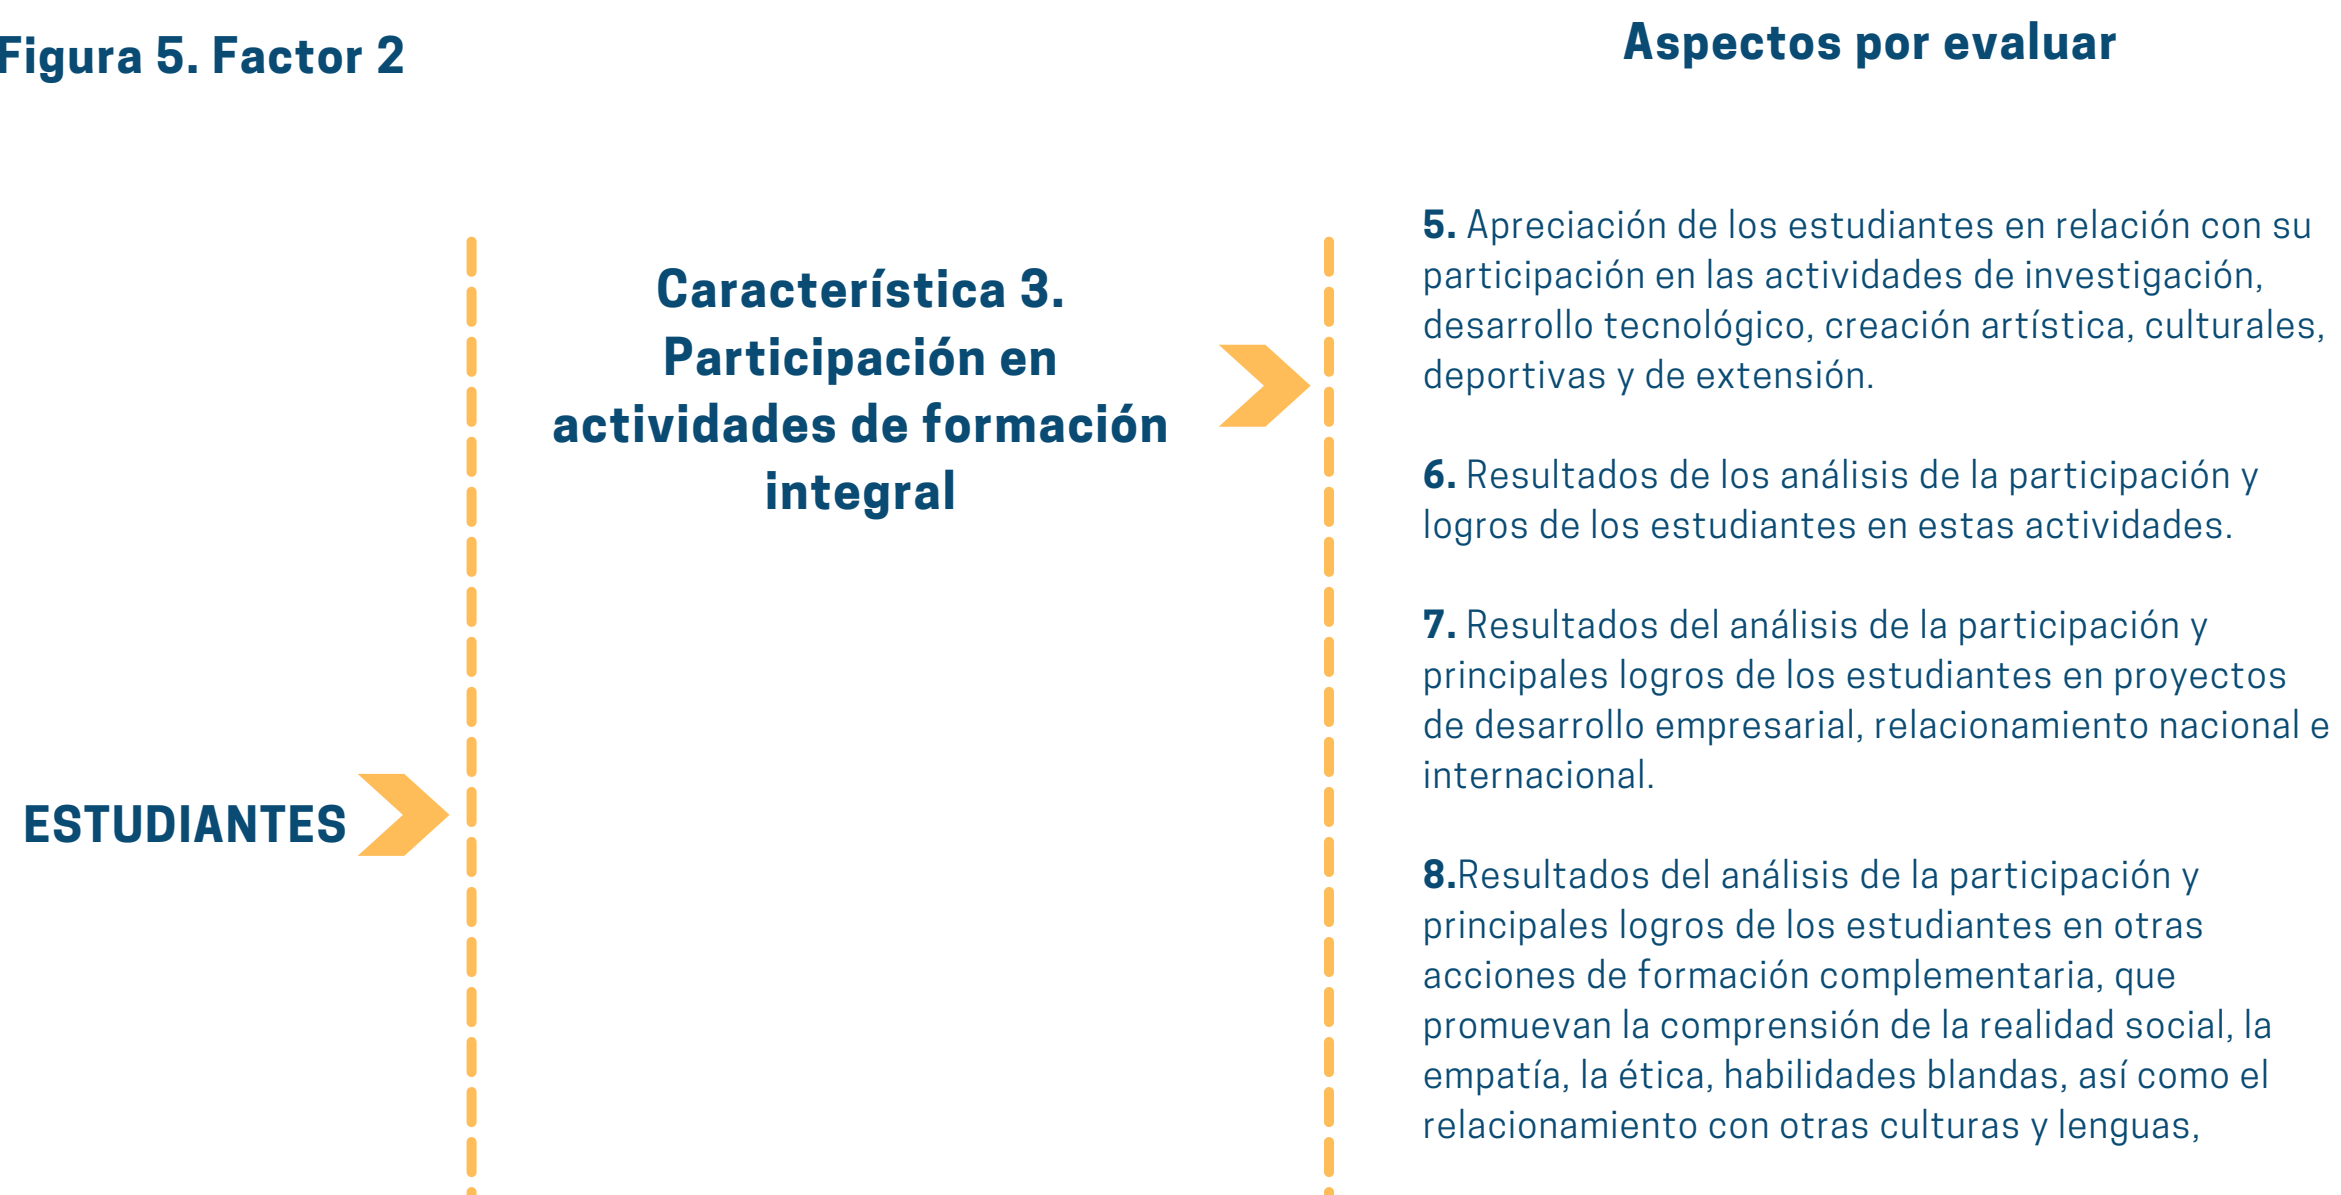 Figura 5. Factor 2
Aspectos por evaluar
ESTUDIANTES
Característica 3.
Participación en
actividades de formación
integral
5. Apreciación de los estudiantes en relación con su
participación en las actividades de investigación,
desarrollo tecnológico, creación artística, culturales,
deportivas y de extensión.
6. Resultados de los análisis de la participación y
logros de los estudiantes en estas actividades.
7. Resultados del análisis de la participación y
principales logros de los estudiantes en proyectos
de desarrollo empresarial, relacionamiento nacional e
internacional.
8.Resultados del análisis de la participación y
principales logros de los estudiantes en otras
acciones de formación complementaria, que
promuevan la comprensión de la realidad social, la
empatía, la ética, habilidades blandas, así como el
relacionamiento con otras culturas y lenguas,